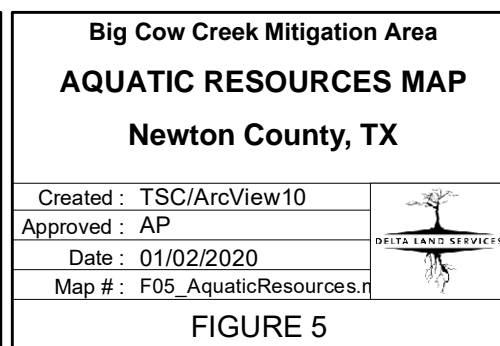 Big Cow Creek Mitigation Area
AQUATIC RESOURCES MAP
Newton County, TX
Created : TSC/ArcView10
Approved : AP
Date : 01/02/2020
Map # : F05_AquaticResources.m
DELTA LAND SERVICES
FIGURE 5